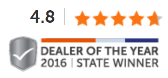 4.8
DEALER OF THE YEAR
2016 | STATE WINNER